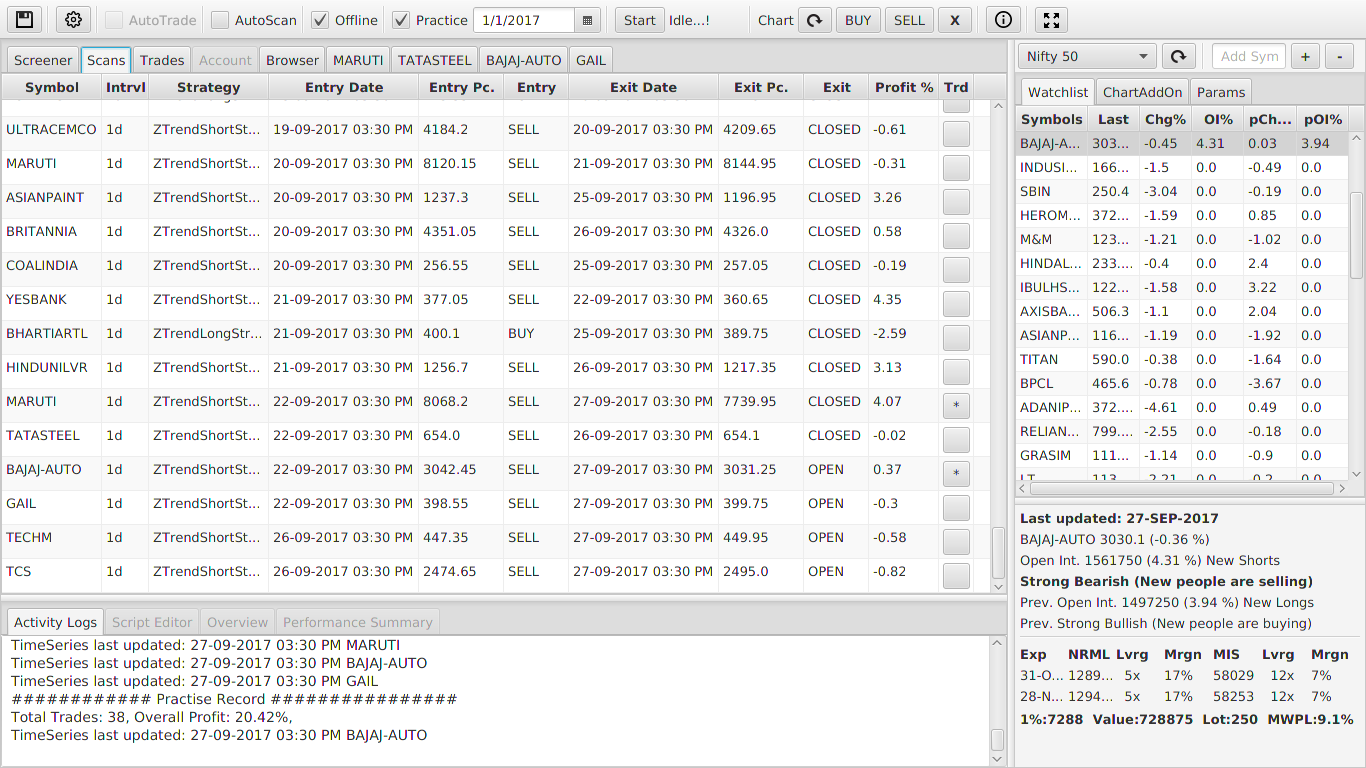 AutoTrade AutoScan Offline Practice 1/1/2017 Start Idle...! Chart BUY SELL X
Screener Scans Trades Account Browser MARUTI TATASTEEL BAJAJ-AUTO GAIL
Symbol Intrvl Strategy Entry Date Entry Pc. Entry Exit Date Exit Pc. Exit Profit % Trd
ULTRACEMCO 1d ZTrendShortSt... 19-09-2017 03:30 PM 4184.2 SELL 20-09-2017 03:30 PM 4209.65 CLOSED -0.61
MARUTI 1d ZTrendShortSt... 20-09-2017 03:30 PM 8120.15 SELL 21-09-2017 03:30 PM 8144.95 CLOSED -0.31
ASIANPAINT 1d ZTrendShortSt... 20-09-2017 03:30 PM 1237.3 SELL 25-09-2017 03:30 PM 1196.95 CLOSED 3.26
BRITANNIA 1d ZTrendShortSt... 20-09-2017 03:30 PM 4351.05 SELL 26-09-2017 03:30 PM 4326.0 CLOSED 0.58
COALINDIA 1d ZTrendShortSt... 20-09-2017 03:30 PM 256.55 SELL 25-09-2017 03:30 PM 257.05 CLOSED -0.19
YESBANK 1d ZTrendShortSt... 21-09-2017 03:30 PM 377.05 SELL 22-09-2017 03:30 PM 360.65 CLOSED 4.35
BHARTIARTL 1d ZTrendLongStr... 21-09-2017 03:30 PM 400.1 BUY 25-09-2017 03:30 PM 389.75 CLOSED -2.59
HINDUNILVR 1d ZTrendShortSt... 21-09-2017 03:30 PM 1256.7 SELL 26-09-2017 03:30 PM 1217.35 CLOSED 3.13
MARUTI 1d ZTrendShortSt... 22-09-2017 03:30 PM 8068.2 SELL 27-09-2017 03:30 PM 7739.95 CLOSED 4.07 *
TATASTEEL 1d ZTrendShortSt... 22-09-2017 03:30 PM 654.0 SELL 26-09-2017 03:30 PM 654.1 CLOSED -0.02
BAJAJ-AUTO 1d ZTrendShortSt... 22-09-2017 03:30 PM 3042.45 SELL 27-09-2017 03:30 PM 3031.25 OPEN 0.37 *
GAIL 1d ZTrendShortSt... 22-09-2017 03:30 PM 398.55 SELL 27-09-2017 03:30 PM 399.75 OPEN -0.3
TECHM 1d ZTrendShortSt... 26-09-2017 03:30 PM 447.35 SELL 27-09-2017 03:30 PM 449.95 OPEN -0.58
TCS 1d ZTrendShortSt... 26-09-2017 03:30 PM 2474.65 SELL 27-09-2017 03:30 PM 2495.0 OPEN -0.82
Activity Logs Script Editor Overview Performance Summary
TimeSeries last updated: 27-09-2017 03:30 PM MARUTI
TimeSeries last updated: 27-09-2017 03:30 PM BAJAJ-AUTO
TimeSeries last updated: 27-09-2017 03:30 PM GAIL
############ Practise Record ################
Total Trades: 38, Overall Profit: 20.42%,
TimeSeries last updated: 27-09-2017 03:30 PM BAJAJ-AUTO
Nifty 50 Add Sym + -
Watchlist ChartAddOn Params
Symbols Last Chg% OI% pCh... pOI%
BAJAJ-A... 303... -0.45 4.31 0.03 3.94
INDUSI... 166... -1.5 0.0 -0.49 0.0
SBIN 250.4 -3.04 0.0 -0.19 0.0
HEROM... 372... -1.59 0.0 0.85 0.0
M&M 123... -1.21 0.0 -1.02 0.0
HINDAL... 233.... -0.4 0.0 2.4 0.0
IBULHS... 122... -1.58 0.0 3.22 0.0
AXISBA... 506.3 -1.1 0.0 2.04 0.0
ASIANP... 116... -1.19 0.0 -1.92 0.0
TITAN 590.0 -0.38 0.0 -1.64 0.0
BPCL 465.6 -0.78 0.0 -3.67 0.0
ADANIP... 372.... -4.61 0.0 0.49 0.0
RELIAN... 799.... -2.55 0.0 -0.18 0.0
GRASIM 111... -1.14 0.0 -0.9 0.0
LT 113... -2.21 0.0 -0.2 0.0
Last updated: 27-SEP-2017
BAJAJ-AUTO 3030.1 (-0.36 %)
Open Int. 1561750 (4.31 %) New Shorts
Strong Bearish (New people are selling)
Prev. Open Int. 1497250 (3.94 %) New Longs
Prev. Strong Bullish (New people are buying)
Exp NRML Lvrg Mrgn MIS Lvrg Mrgn
31-O... 1289... 5x 17% 58029 12x 7%
28-N... 1294... 5x 17% 58253 12x 7%
1%:7288 Value:728875 Lot:250 MWPL:9.1%